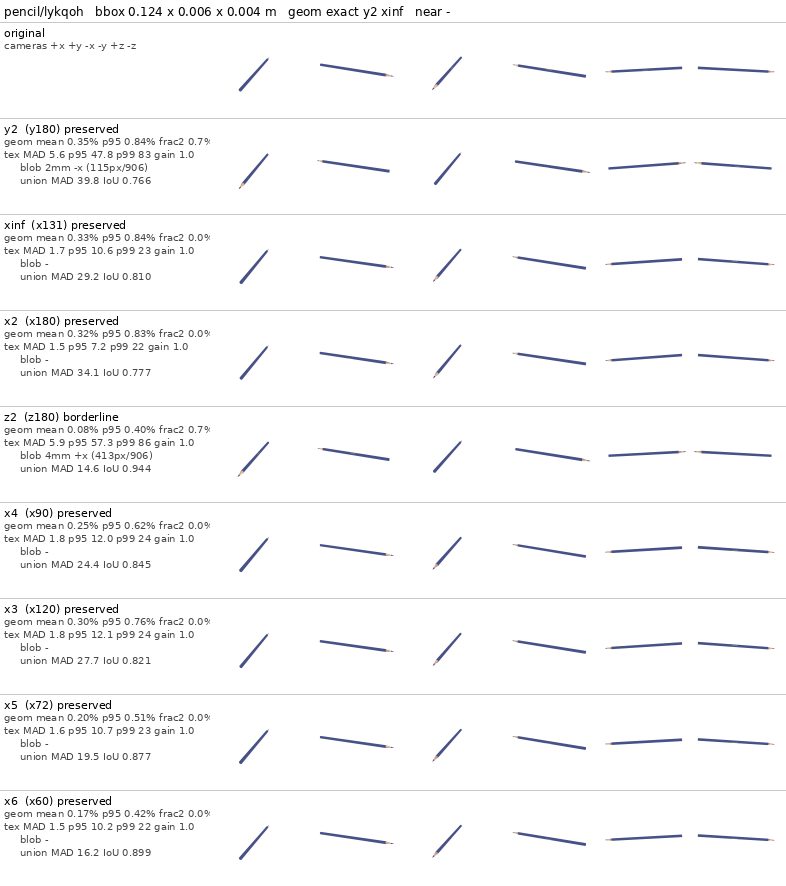 pencil/lykqoh bbox 0.124 x 0.006 x 0.004 m geom exact y2 xinf near -
original
cameras +x +y -x -y +z -z
y2 (y180) preserved
geom mean 0.35% p95 0.84% frac2 0.7%
tex MAD 5.6 p95 47.8 p99 83 gain 1.0
blob 2mm -x (115px/906)
union MAD 39.8 IoU 0.766
xinf (x131) preserved
geom mean 0.33% p95 0.84% frac2 0.0%
tex MAD 1.7 p95 10.6 p99 23 gain 1.0
blob -
union MAD 29.2 IoU 0.810
x2 (x180) preserved
geom mean 0.32% p95 0.83% frac2 0.0%
tex MAD 1.5 p95 7.2 p99 22 gain 1.0
blob -
union MAD 34.1 IoU 0.777
z2 (z180) borderline
geom mean 0.08% p95 0.40% frac2 0.7%
tex MAD 5.9 p95 57.3 p99 86 gain 1.0
blob 4mm +x (413px/906)
union MAD 14.6 IoU 0.944
x4 (x90) preserved
geom mean 0.25% p95 0.62% frac2 0.0%
tex MAD 1.8 p95 12.0 p99 24 gain 1.0
blob -
union MAD 24.4 IoU 0.845
x3 (x120) preserved
geom mean 0.30% p95 0.76% frac2 0.0%
tex MAD 1.8 p95 12.1 p99 24 gain 1.0
blob -
union MAD 27.7 IoU 0.821
x5 (x72) preserved
geom mean 0.20% p95 0.51% frac2 0.0%
tex MAD 1.6 p95 10.7 p99 23 gain 1.0
blob -
union MAD 19.5 IoU 0.877
x6 (x60) preserved
geom mean 0.17% p95 0.42% frac2 0.0%
tex MAD 1.5 p95 10.2 p99 22 gain 1.0
blob -
union MAD 16.2 IoU 0.899